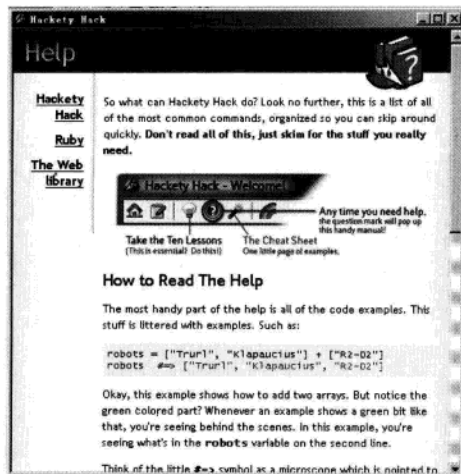 Hackety Hack
Help
Hackety
Hack
Ruby
The Web
library
So what can Hackety Hack do? Look no further, this is a list of all
of the most common commands, organized so you can skip around
quickly. Don't read all of this, just skim for the stuff you really
need.
Hackety Hack - Welcome!
Any time you need help,
the question mark will pop up
this handy manual!
Take the Ten Lessons
(This is essential! Do this!)
The Cheat Sheet
One little page of examples.
How to Read The Help
The most handy part of the help is all of the code examples. This
stuff is littered with examples. Such as:
robots = ["Trurl", "Klapaucius"] + ["R2-D2"]
robots #=> ["Trurl", "Klapaucius", "R2-D2"]
Okay, this example shows how to add two arrays. But notice the
green colored part? Whenever an example shows a green bit like
that, you're seeing behind the scenes. In this example, you're
seeing what's in the robots variable on the second line.
Think of the little #=> symbol as a microscope which is pointed to